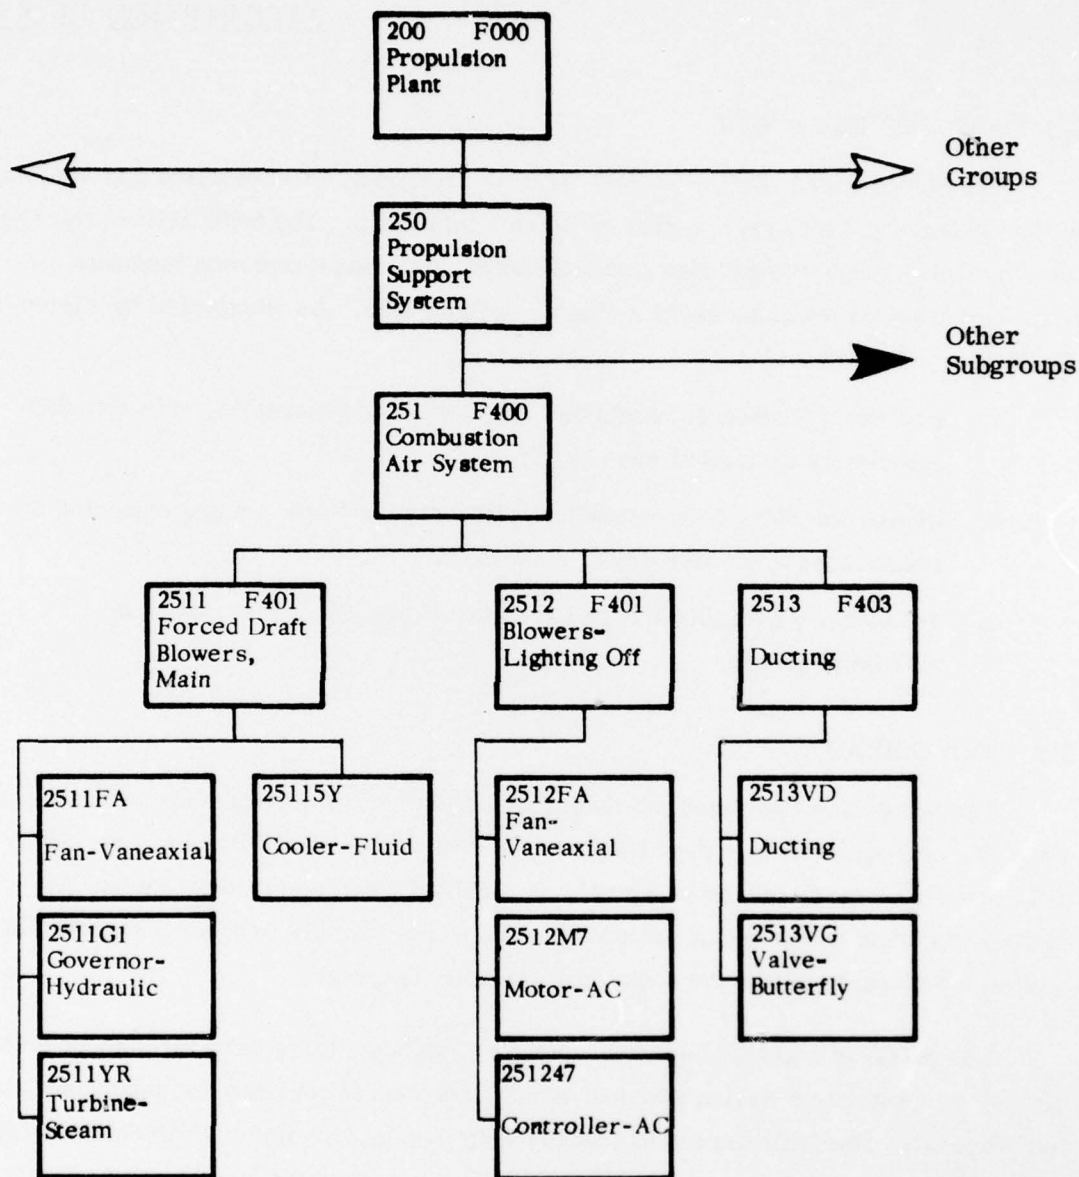 200 F000
Propulsion
Plant
Other
Groups
250
Propulsion
Support
System
Other
Subgroups
251 F400
Combustion
Air System
2511 F401
Forced Draft
Blowers,
Main
2512 F401
Blowers-
Lighting Off
2513 F403
Ducting
2511FA
Fan-Vaneaxial
25115Y
Cooler-Fluid
2512FA
Fan-
Vaneaxial
2513VD
Ducting
2511G1
Governor-
Hydraulic
2512M7
Motor-AC
2513VG
Valve-
Butterfly
2511YR
Turbine-
Steam
251247
Controller-AC